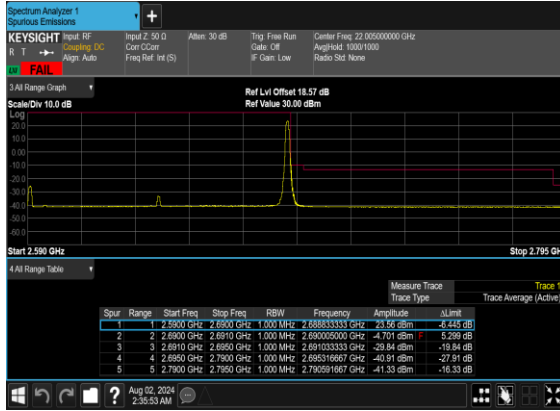 Spectrum Analyzer 1
Spurious Emissions
KEYSIGHT Input: RF Input Z: 50 Ω Atten: 30 dB Trig: Free Run Center Freq: 22.005000000 GHz
R T Coupling: DC Corr CCorr Gate: Off Avg|Hold: 1000/1000
Align: Auto Freq Ref: Int (S) IF Gain: Low Radio Std: None
FAIL
3 All Range Graph
Ref Lvl Offset 18.57 dB
Scale/Div 10.0 dB Ref Value 30.00 dBm
Log
20.0
10.0
0.00
-10.0
-20.0
-30.0
-40.0
-50.0
-60.0
Start 2.590 GHz Stop 2.795 GH
4 All Range Table
Measure Trace Trace 1
Trace Type Trace Average (Active)
Spur Range Start Freq Stop Freq RBW Frequency Amplitude ΔLimit
1 1 2.5900 GHz 2.6900 GHz 1.000 MHz 2.688833333 GHz 23.56 dBm -6.445 dB
2 2 2.6900 GHz 2.6910 GHz 1.000 MHz 2.690005000 GHz -4.701 dBm F 5.299 dB
3 3 2.6910 GHz 2.6950 GHz 1.000 MHz 2.691033333 GHz -29.84 dBm -19.84 dB
4 4 2.6950 GHz 2.7900 GHz 1.000 MHz 2.695316667 GHz -40.91 dBm -27.91 dB
5 5 2.7900 GHz 2.7950 GHz 1.000 MHz 2.790591667 GHz -41.33 dBm -16.33 dB
Aug 02, 2024
2:35:53 AM